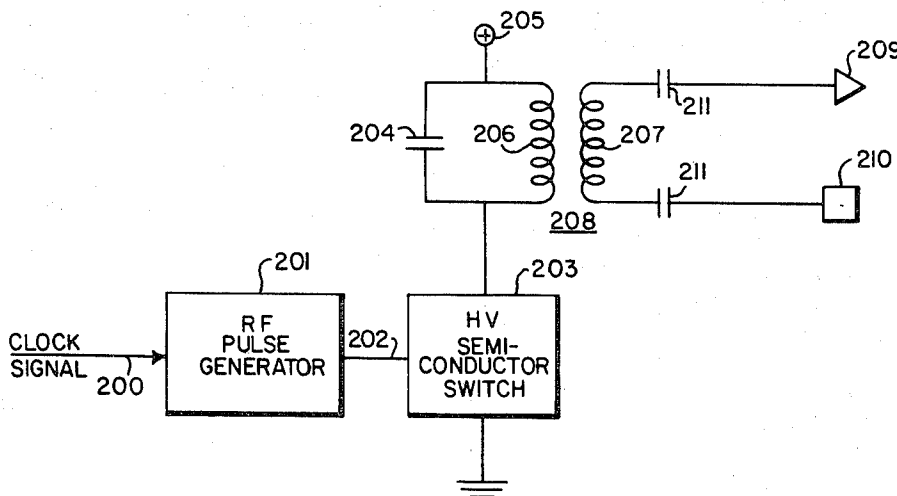 205
209
204
206
207
211
211
210
208
201
203
RF
PULSE
GENERATOR
202
HV
SEMI-
CONDUCTOR
SWITCH
CLOCK
SIGNAL
200